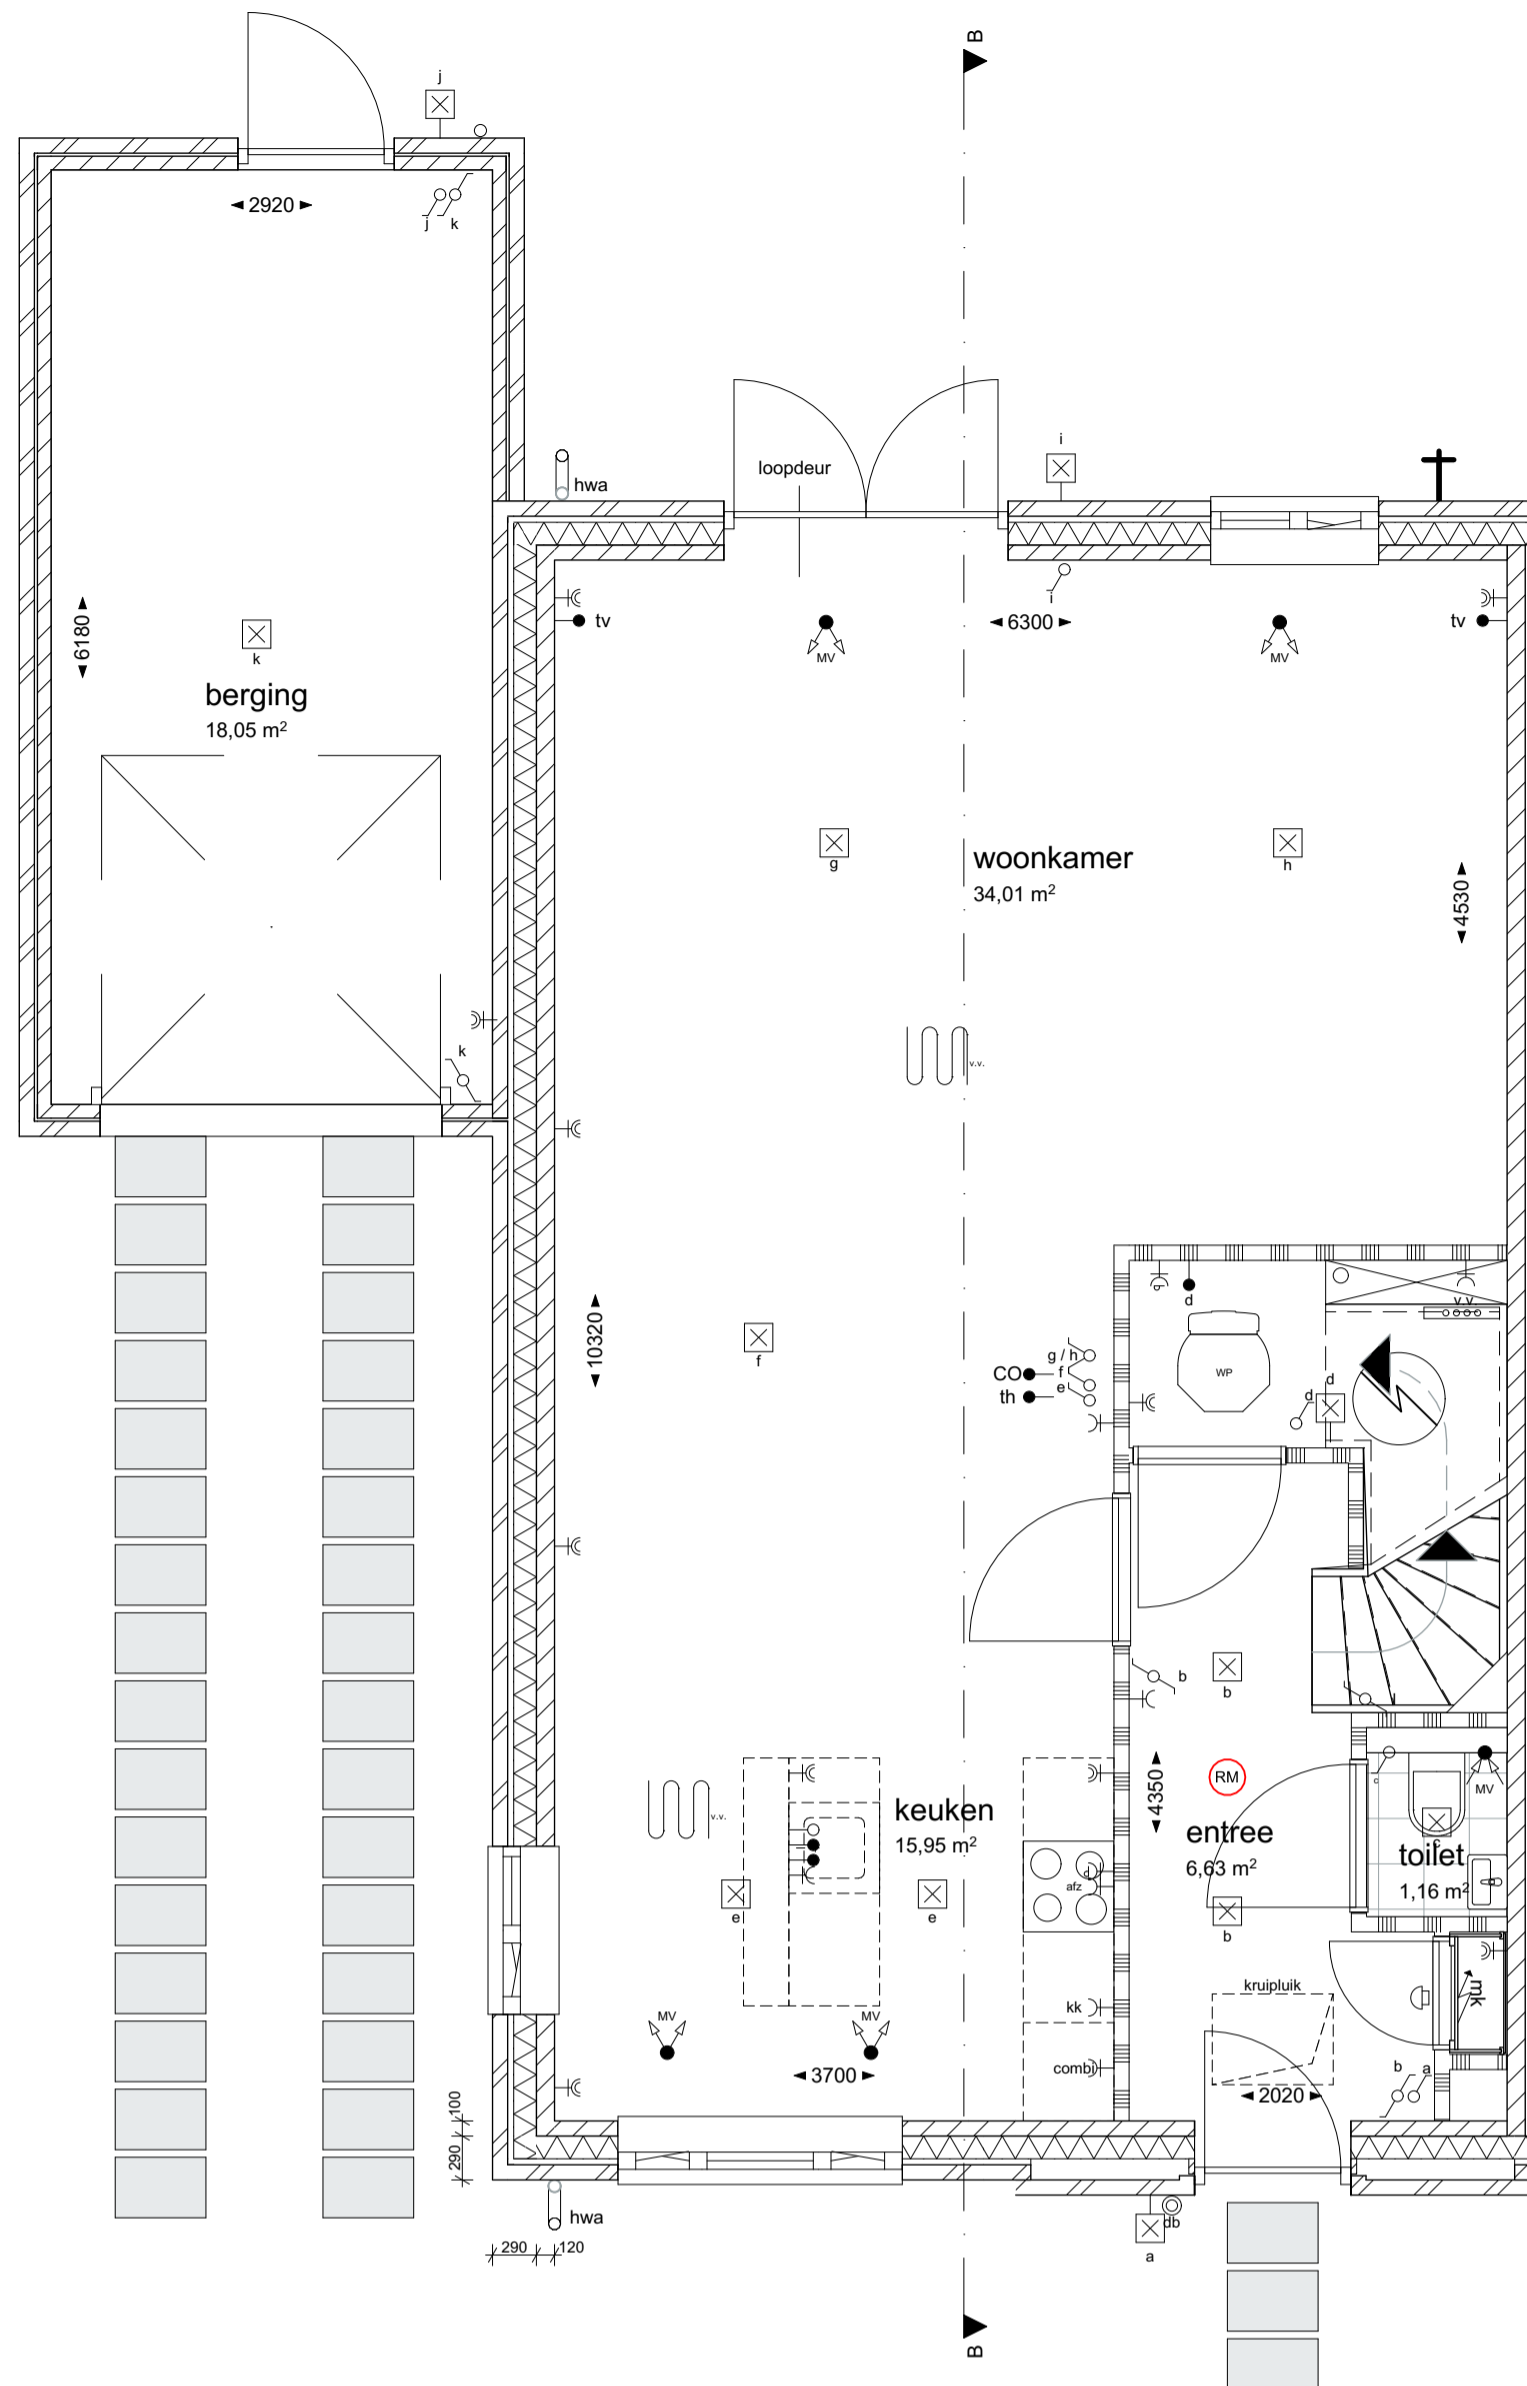 B
j
2920
j k
loopdeur
i
hwa
i
tv
6300
tv
MV
MV
6180
k
berging
18,05 m²
g
woonkamer
34,01 m²
h
4530
k
v.v.
d
v.v.
10320
f
g / h
CO
f
th
e
WP
d
d
b
b
RM
4350
MV
v.v.
keuken
15,95 m²
entree
6,63 m²
toilet
1,16 m²
c
afz
e
e
b
kruipluik
mk
kk
MV
MV
combi
3700
2020
b a
100
290
hwa
db
a
290
120
B